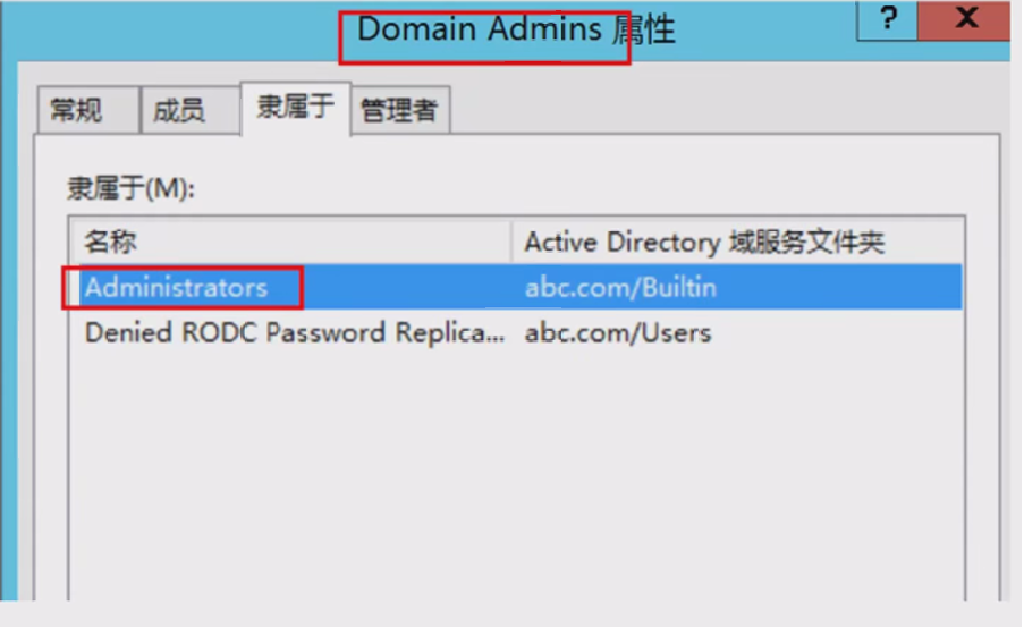 Domain Admins 属性
?
X
常规 成员 隶属于 管理者
隶属于(M):
名称 Active Directory 域服务文件夹
Administrators abc.com/Builtin
Denied RODC Password Replica... abc.com/Users